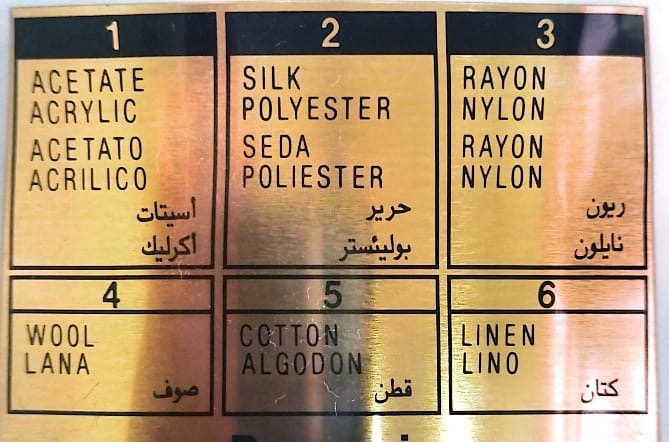 1
ACETATE
ACRYLIC
ACETATO
ACRILICO
أسيتات
أكرليك
2
SILK
POLYESTER
SEDA
POLIESTER
حرير
بوليئستر
3
RAYON
NYLON
RAYON
NYLON
ريون
نايلون
4
WOOL
LANA
صوف
5
COTTON
ALGODON
قطن
6
LINEN
LINO
كتان